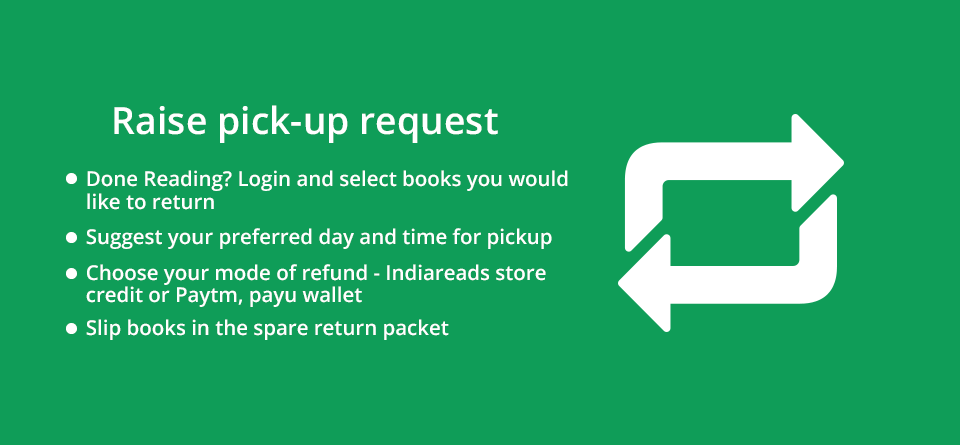 Raise pick-up request
Done Reading? Login and select books you would
like to return
Suggest your preferred day and time for pickup
Choose your mode of refund - Indiareads store
credit or Paytm, payu wallet
Slip books in the spare return packet